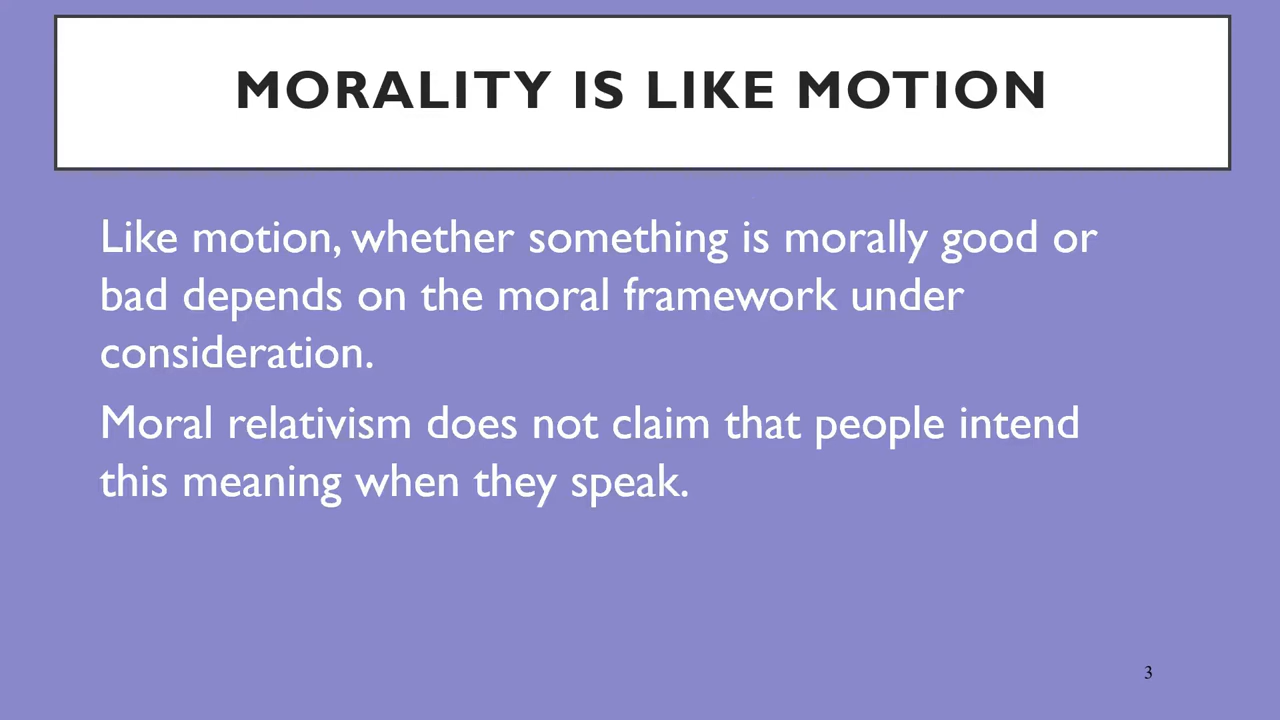 MORALITY IS LIKE MOTION
Like motion, whether something is morally good or
bad depends on the moral framework under
consideration.
Moral relativism does not claim that people intend
this meaning when they speak.
3